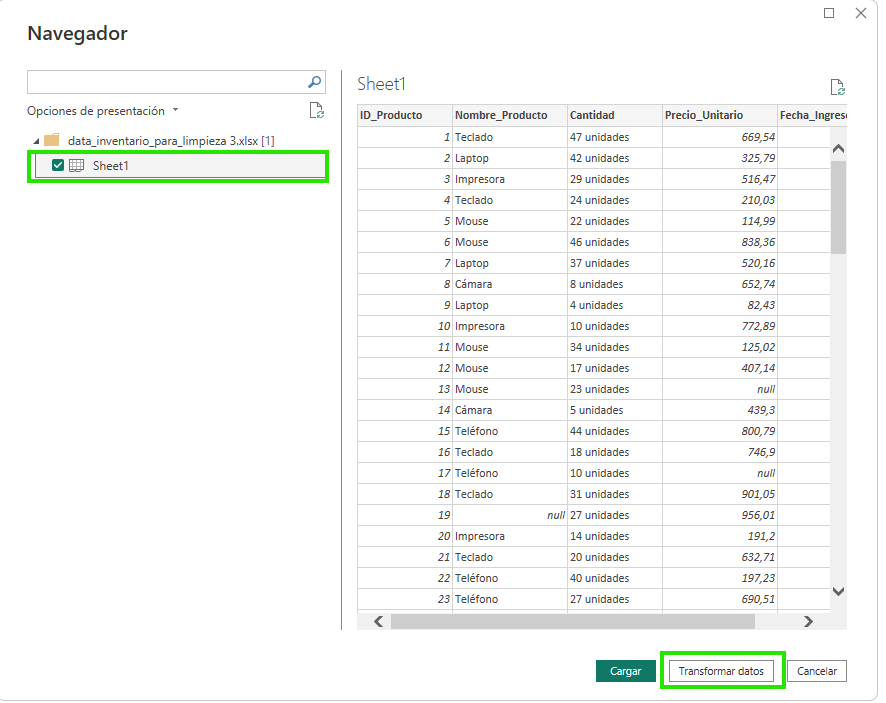 Navegador
Opciones de presentación
data_inventario_para_limpieza 3.xlsx [1]
Sheet1
Sheet1
ID_Producto Nombre_Producto Cantidad Precio_Unitario Fecha_Ingres
1 Teclado 47 unidades 669,54
2 Laptop 42 unidades 325,79
3 Impresora 29 unidades 516,47
4 Teclado 24 unidades 210,03
5 Mouse 22 unidades 114,99
6 Mouse 46 unidades 838,36
7 Laptop 37 unidades 520,16
8 Cámara 8 unidades 652,74
9 Laptop 4 unidades 82,43
10 Impresora 10 unidades 772,89
11 Mouse 34 unidades 125,02
12 Mouse 17 unidades 407,14
13 Mouse 23 unidades null
14 Cámara 5 unidades 439,3
15 Teléfono 44 unidades 800,79
16 Teclado 18 unidades 746,9
17 Teléfono 10 unidades null
18 Teclado 31 unidades 901,05
19 null 27 unidades 956,01
20 Impresora 14 unidades 191,2
21 Teclado 20 unidades 632,71
22 Teléfono 40 unidades 197,23
23 Teléfono 27 unidades 690,51
Cargar Transformar datos Cancelar